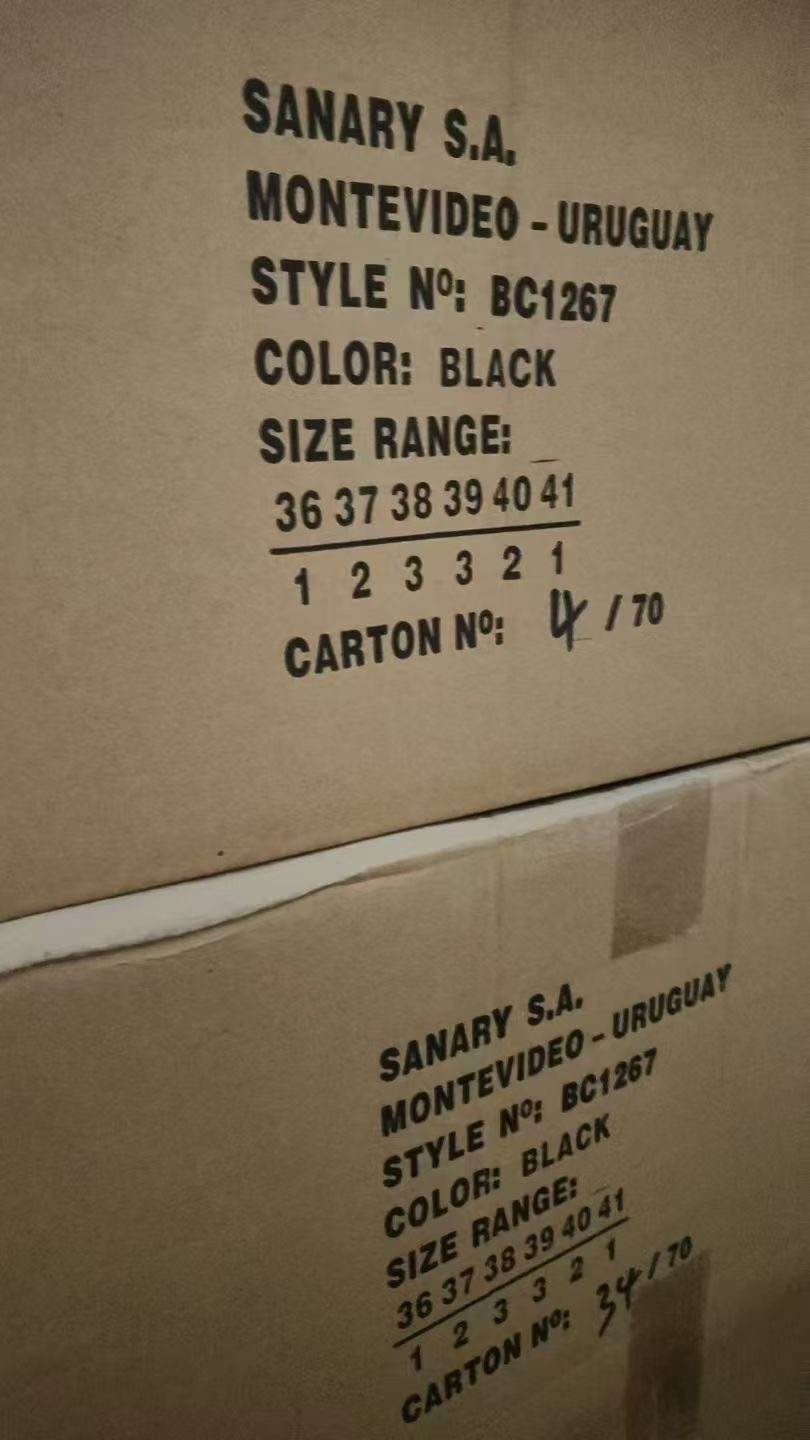 SANARY S.A.
MONTEVIDEO - URUGUAY
STYLE Nº: BC1267
COLOR: BLACK
SIZE RANGE:
36 37 38 39 40 41
1 2 3 3 2 1
CARTON Nº: 4 / 70
SANARY S.A.
MONTEVIDEO - URUGUAY
STYLE Nº: BC1267
COLOR: BLACK
SIZE RANGE:
36 37 38 39 40 41
1 2 3 3 2 1
CARTON Nº: 34 / 70